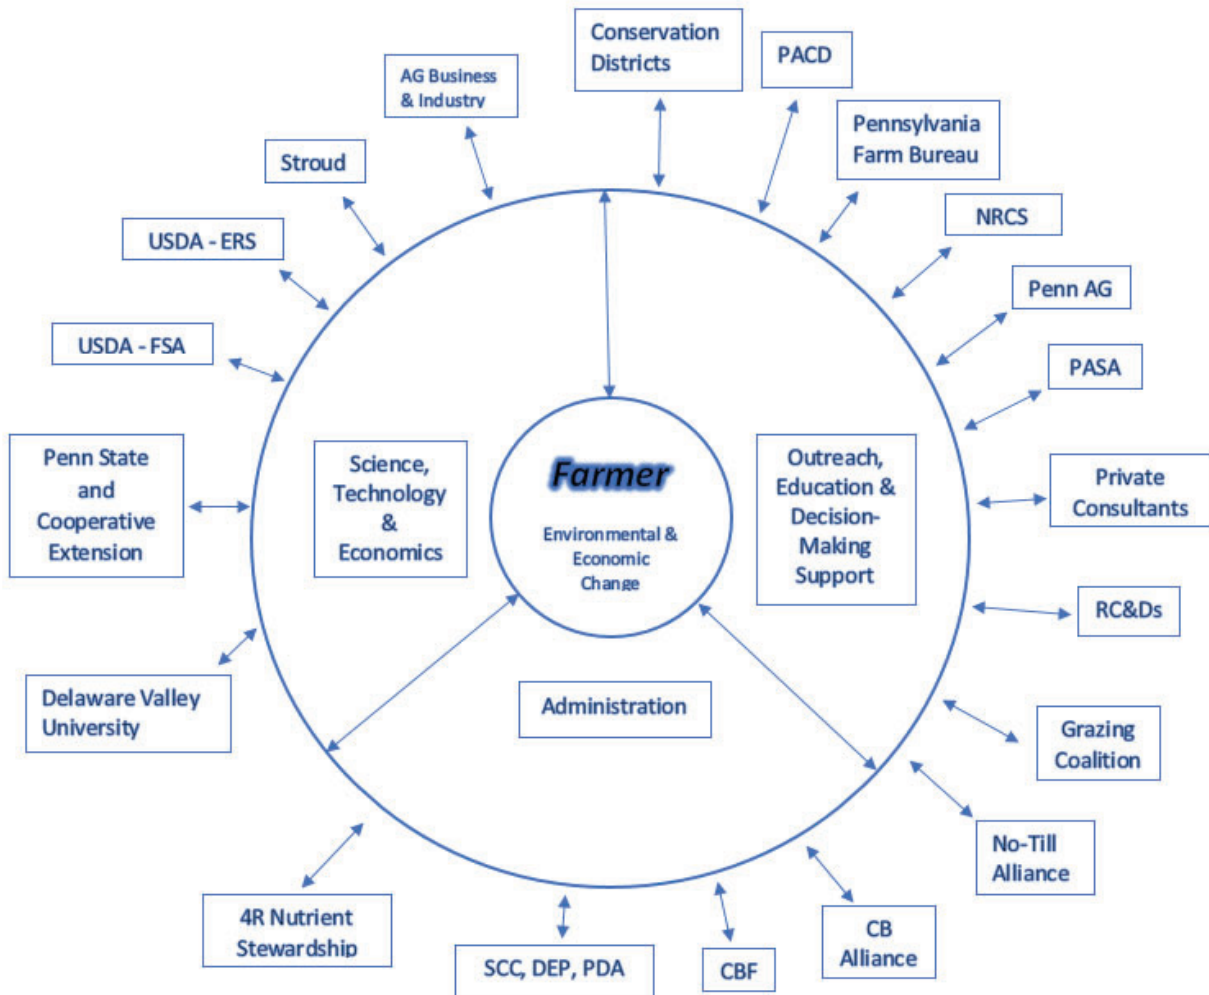 Conservation
Districts
PACD
AG Business
& Industry
Pennsylvania
Farm Bureau
Stroud
NRCS
USDA - ERS
Penn AG
USDA - FSA
PASA
Penn State
and
Cooperative
Extension
Science,
Technology
&
Economics
Farmer
Environmental &
Economic
Change
Outreach,
Education &
Decision-
Making
Support
Private
Consultants
RC&Ds
Delaware Valley
University
Administration
Grazing
Coalition
No-Till
Alliance
4R Nutrient
Stewardship
SCC, DEP, PDA
CBF
CB
Alliance